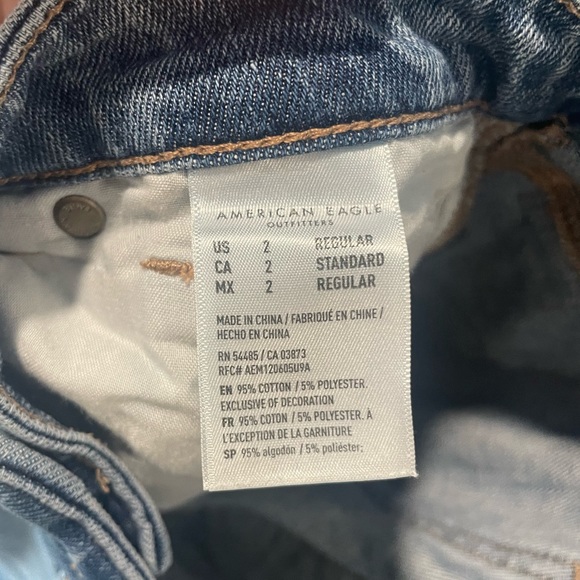 AMERICAN EAGLE
OUTFITTERS
US 2 REGULAR
CA 2 STANDARD
MX 2 REGULAR
MADE IN CHINA / FABRIQUÉ EN CHINE /
HECHO EN CHINA
RN 54485 / CA 03873
RFC# AEM120605U9A
EN 95% COTTON / 5% POLYESTER.
EXCLUSIVE OF DECORATION
FR 95% COTON / 5% POLYESTER. À
L'EXCEPTION DE LA GARNITURE
SP 95% algodón / 5% poliéster;